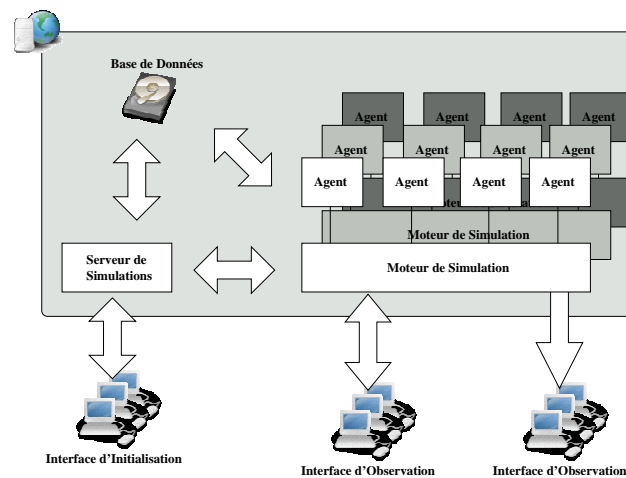 Base de Données
Agent Agent Agent Agent
Agent Agent Agent Agent
Agent Agent Agent Agent
Moteur de Simulation
Serveur de
Simulations
Moteur de Simulation
Interface d'Initialisation
Interface d'Observation
Interface d'Observation